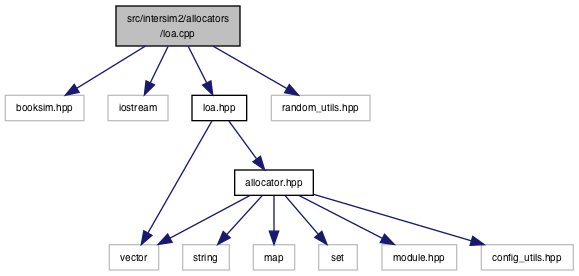 src/intersim2/allocators
/loa.cpp
booksim.hpp
iostream
loa.hpp
random_utils.hpp
allocator.hpp
vector
string
map
set
module.hpp
config_utils.hpp